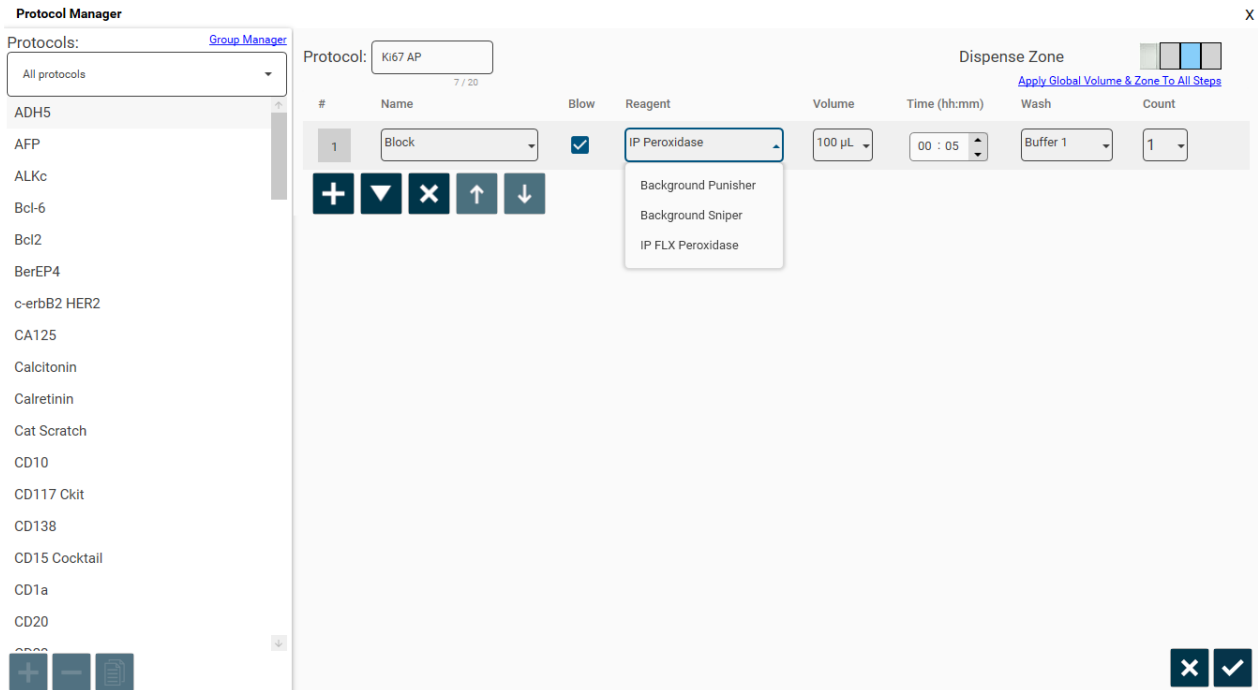 Protocol Manager
X
Protocols:
Group Manager
All protocols
ADH5
AFP
ALKc
Bcl-6
Bcl2
BerEP4
c-erbB2 HER2
CA125
Calcitonin
Calretinin
Cat Scratch
CD10
CD117 Ckit
CD138
CD15 Cocktail
CD1a
CD20
Protocol: Ki67 AP
7 / 20
Dispense Zone
Apply Global Volume & Zone To All Steps
# Name Blow Reagent Volume Time (hh:mm) Wash Count
1 Block IP Peroxidase 100 µL 00 : 05 Buffer 1 1
Background Punisher
Background Sniper
IP FLX Peroxidase